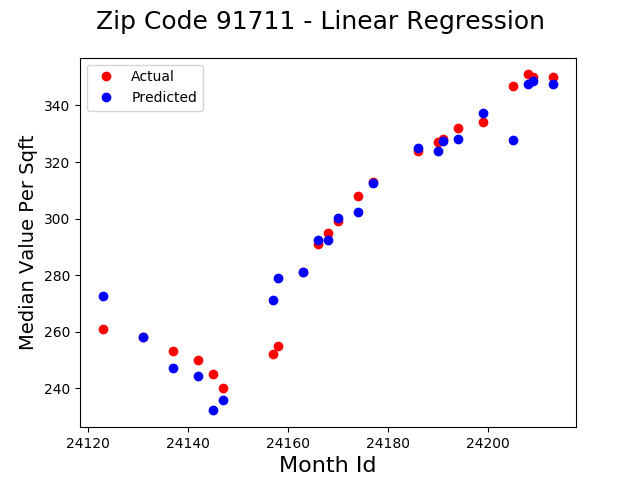 Zip Code 91711 - Linear Regression
Actual
Predicted
Median Value Per Sqft
340
320
300
280
260
240
24120 24140 24160 24180 24200
Month Id